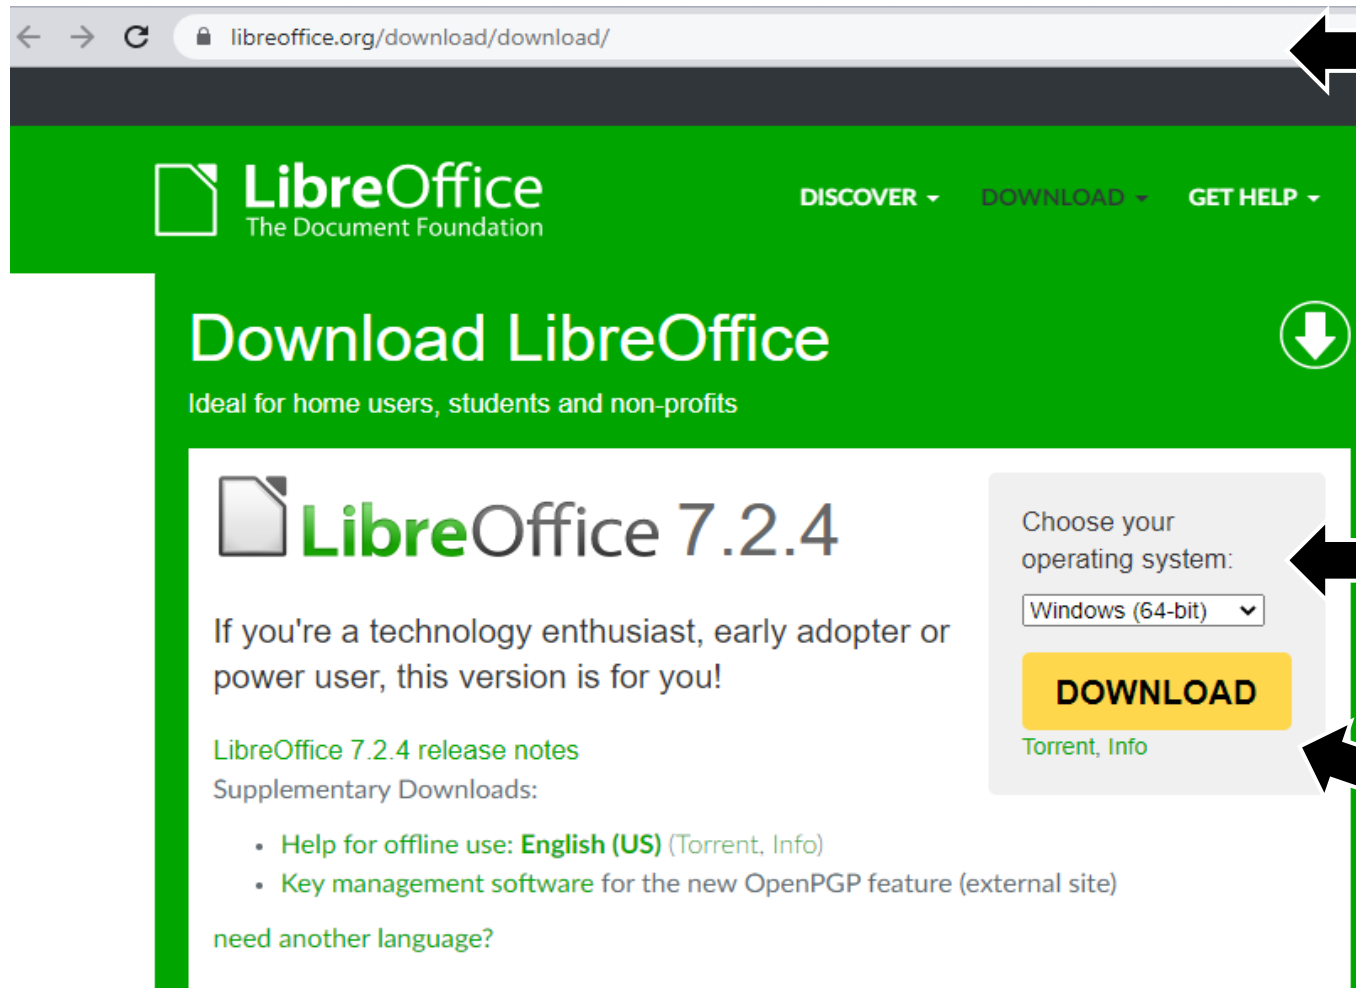 libreoffice.org/download/download/
LibreOffice
The Document Foundation
DISCOVER DOWNLOAD GET HELP
Download LibreOffice
Ideal for home users, students and non-profits
LibreOffice 7.2.4
If you're a technology enthusiast, early adopter or
power user, this version is for you!
LibreOffice 7.2.4 release notes
Supplementary Downloads:
• Help for offline use: English (US) (Torrent, Info)
• Key management software for the new OpenPGP feature (external site)
need another language?
Choose your
operating system:
Windows (64-bit)
DOWNLOAD
Torrent, Info